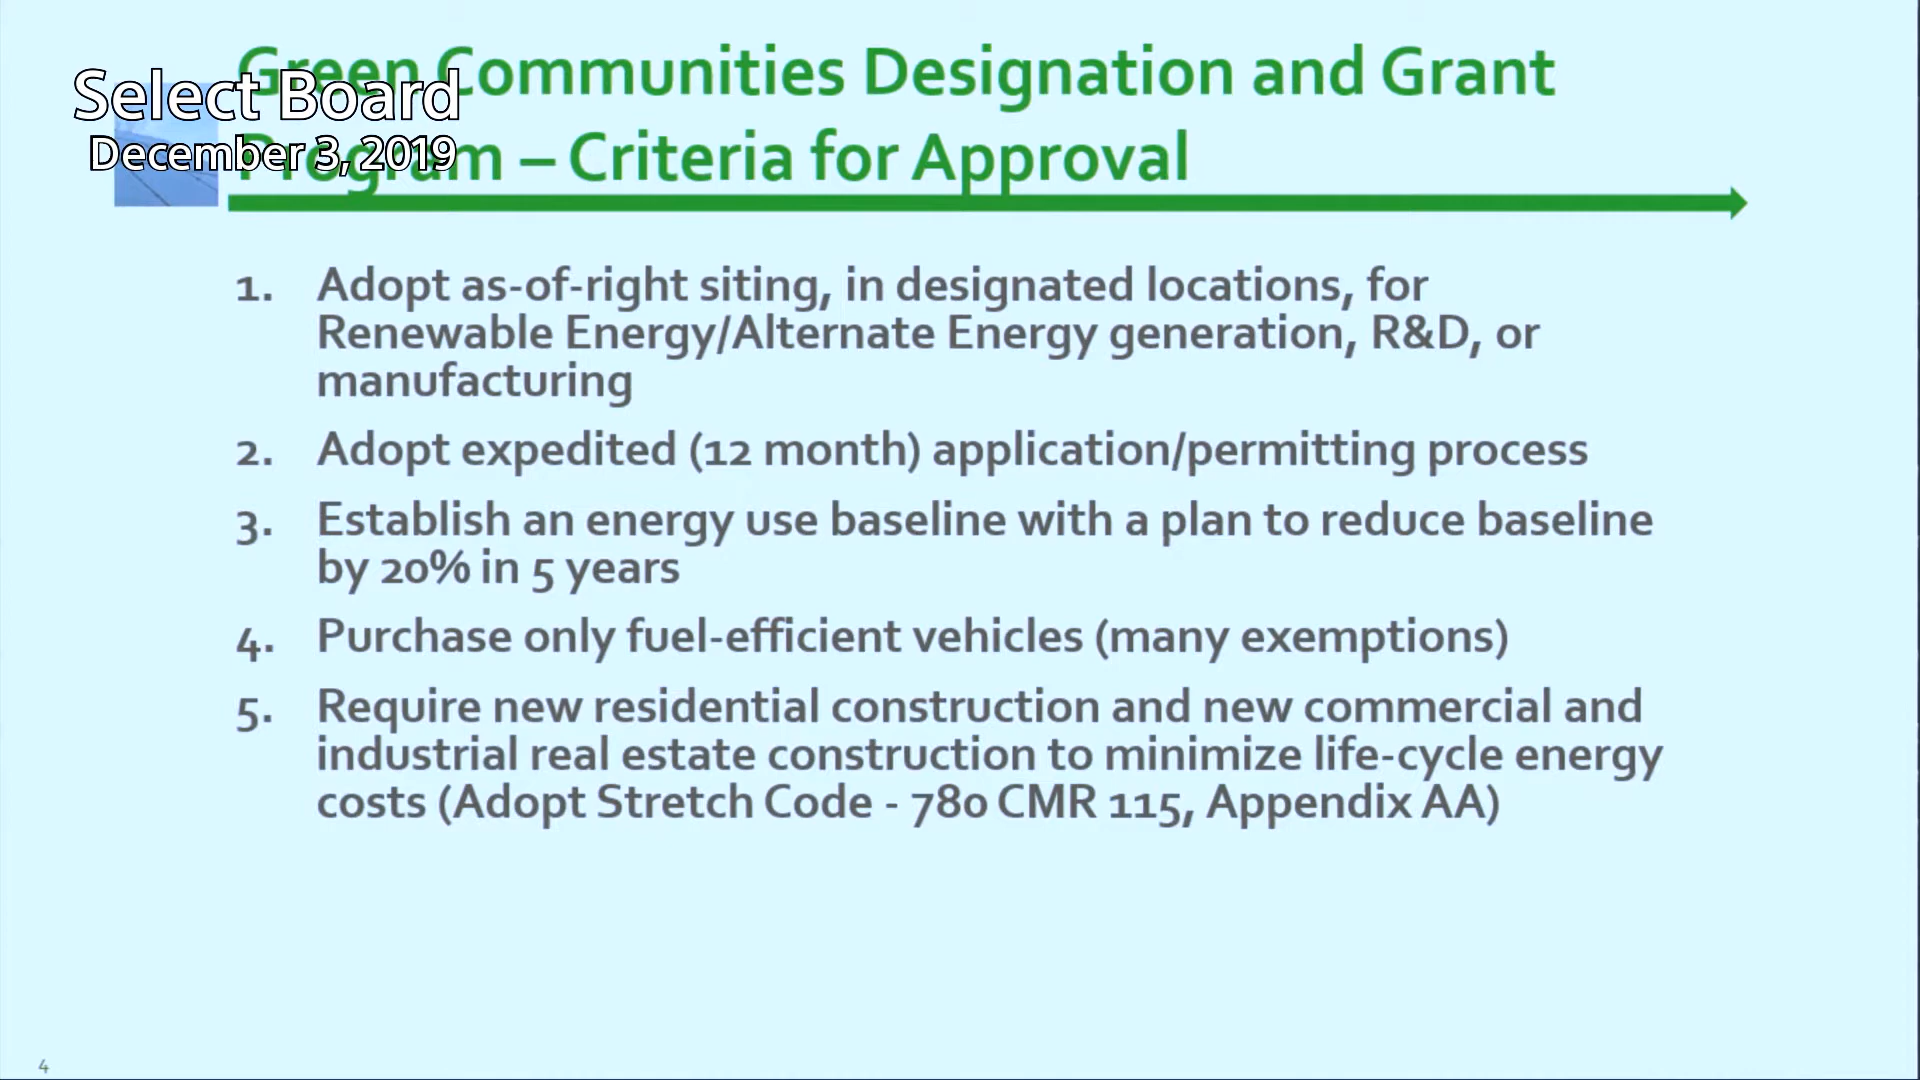 Select Board
December 3, 2019
Green Communities Designation and Grant
Program – Criteria for Approval
1. Adopt as-of-right siting, in designated locations, for
Renewable Energy/Alternate Energy generation, R&D, or
manufacturing
2. Adopt expedited (12 month) application/permitting process
3. Establish an energy use baseline with a plan to reduce baseline
by 20% in 5 years
4. Purchase only fuel-efficient vehicles (many exemptions)
5. Require new residential construction and new commercial and
industrial real estate construction to minimize life-cycle energy
costs (Adopt Stretch Code - 780 CMR 115, Appendix AA)
4